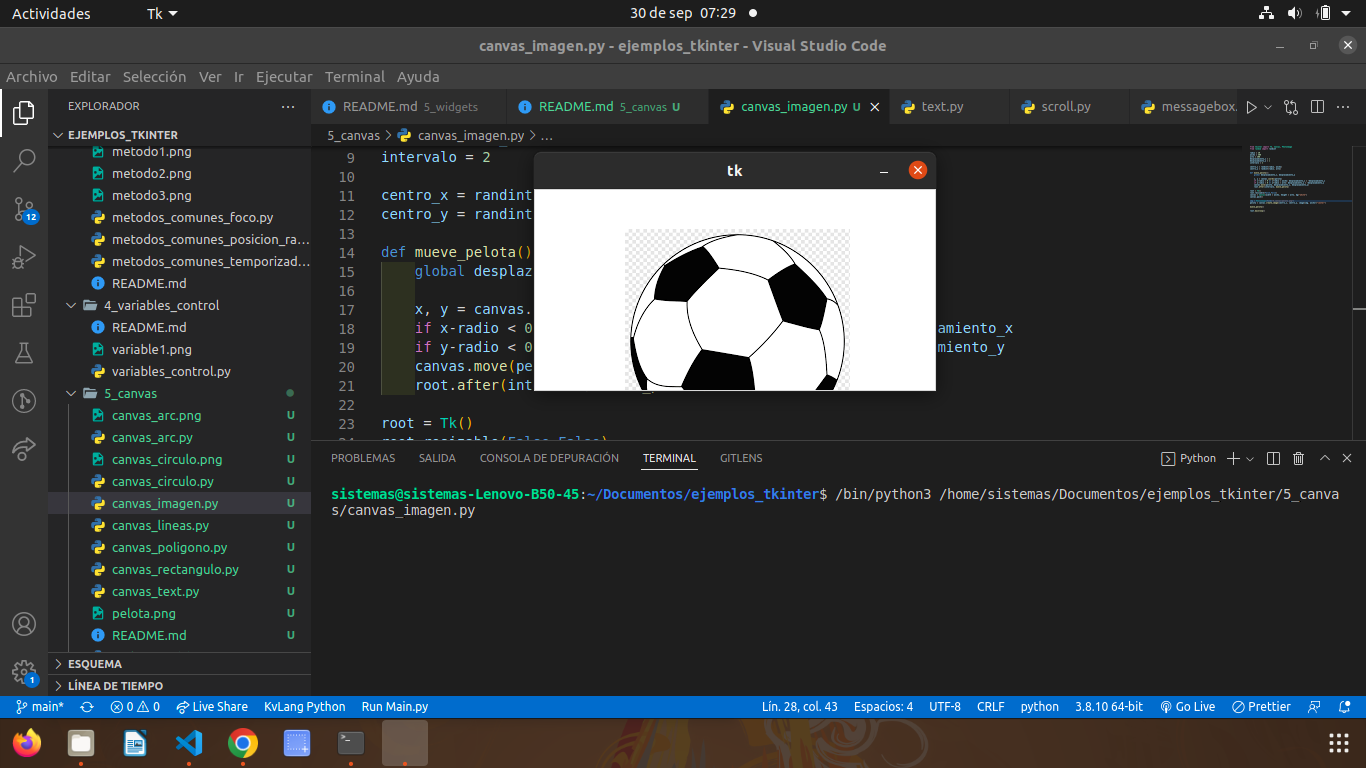 Actividades Tk 30 de sep 07:29
canvas_imagen.py - ejemplos_tkinter - Visual Studio Code
Archivo Editar Selección Ver Ir Ejecutar Terminal Ayuda
EXPLORADOR
README.md 5_widgets README.md 5_canvas U canvas_imagen.py U text.py scroll.py messagebox.
EJEMPLOS_TKINTER
metodo1.png
metodo2.png
metodo3.png
metodos_comunes_foco.py
metodos_comunes_posicion_ra...
metodos_comunes_temporizad...
README.md
4_variables_control
README.md
variable1.png
variables_control.py
5_canvas
canvas_arc.png U
canvas_arc.py U
canvas_circulo.png U
canvas_circulo.py U
canvas_imagen.py U
canvas_lineas.py U
canvas_poligono.py U
canvas_rectangulo.py U
canvas_text.py U
pelota.png U
README.md U
ESQUEMA
LÍNEA DE TIEMPO
12
1
5_canvas > canvas_imagen.py > ...
9 intervalo = 2
10
11 centro_x = randint
12 centro_y = randint
13
14 def mueve_pelota()
15 global desplaz
16
17 x, y = canvas.
18 if x-radio < 0 amiento_x
19 if y-radio < 0 miento_y
20 canvas.move(pe
21 root.after(int
22
23 root = Tk()
tk
PROBLEMAS SALIDA CONSOLA DE DEPURACIÓN TERMINAL GITLENS Python
sistemas@sistemas-Lenovo-B50-45:~/Documentos/ejemplos_tkinter$ /bin/python3 /home/sistemas/Documentos/ejemplos_tkinter/5_canva
s/canvas_imagen.py
main* 0 0 Live Share KvLang Python Run Main.py Lín. 28, col. 43 Espacios: 4 UTF-8 CRLF python 3.8.10 64-bit Go Live Prettier